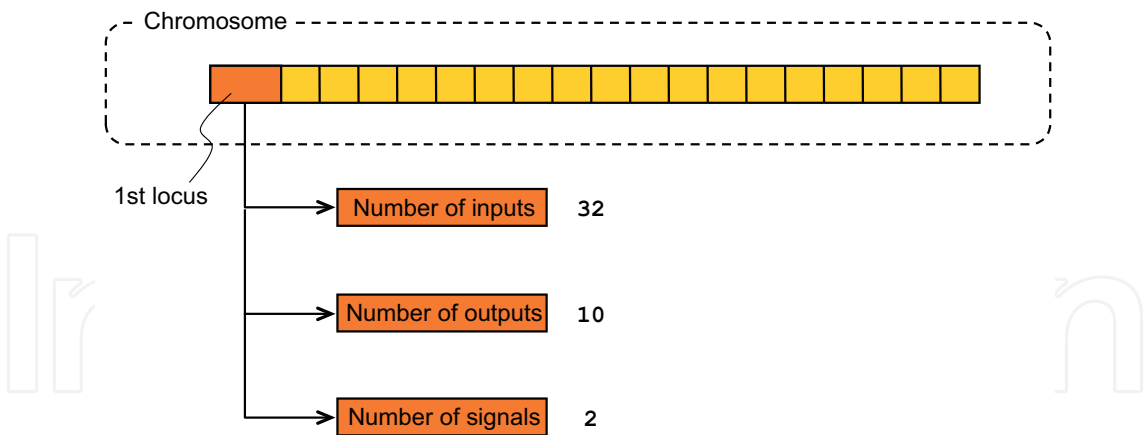 Chromosome
1st locus
Number of inputs 32
Number of outputs 10
Number of signals 2